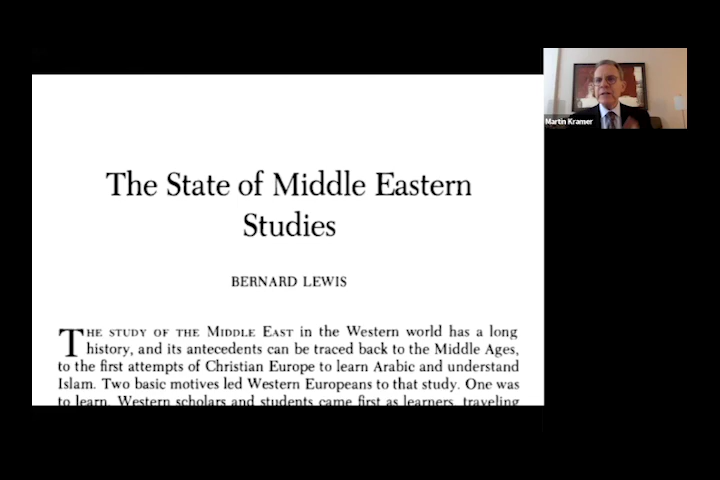 The State of Middle Eastern
Studies
BERNARD LEWIS
THE STUDY OF THE MIDDLE EAST in the Western world has a long
history, and its antecedents can be traced back to the Middle Ages,
to the first attempts of Christian Europe to learn Arabic and understand
Islam. Two basic motives led Western Europeans to that study. One was
to learn. Western scholars and students came first as learners, traveling
Martin Kramer